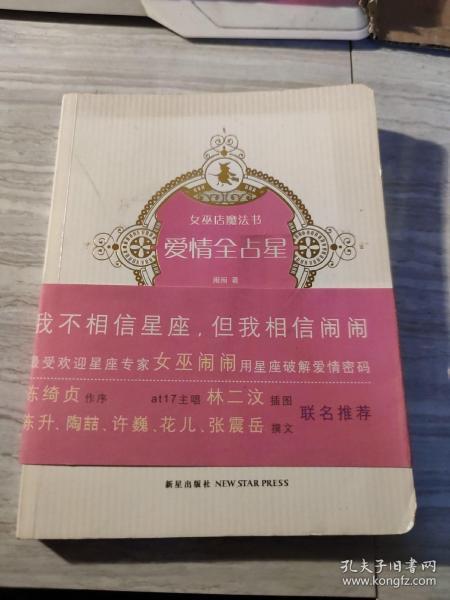 女巫店魔法书
爱情全占星
闹闹 著
我不相信星座，但我相信闹闹
最受欢迎星座专家女巫闹闹用星座破解爱情密码
陈绮贞作序 at17主唱 林二汶 插图
陈升、陶喆、许巍、花儿、张震岳 撰文
联名推荐
新星出版社 NEW STAR PRESS
孔夫子旧书网
www.kongfz.com